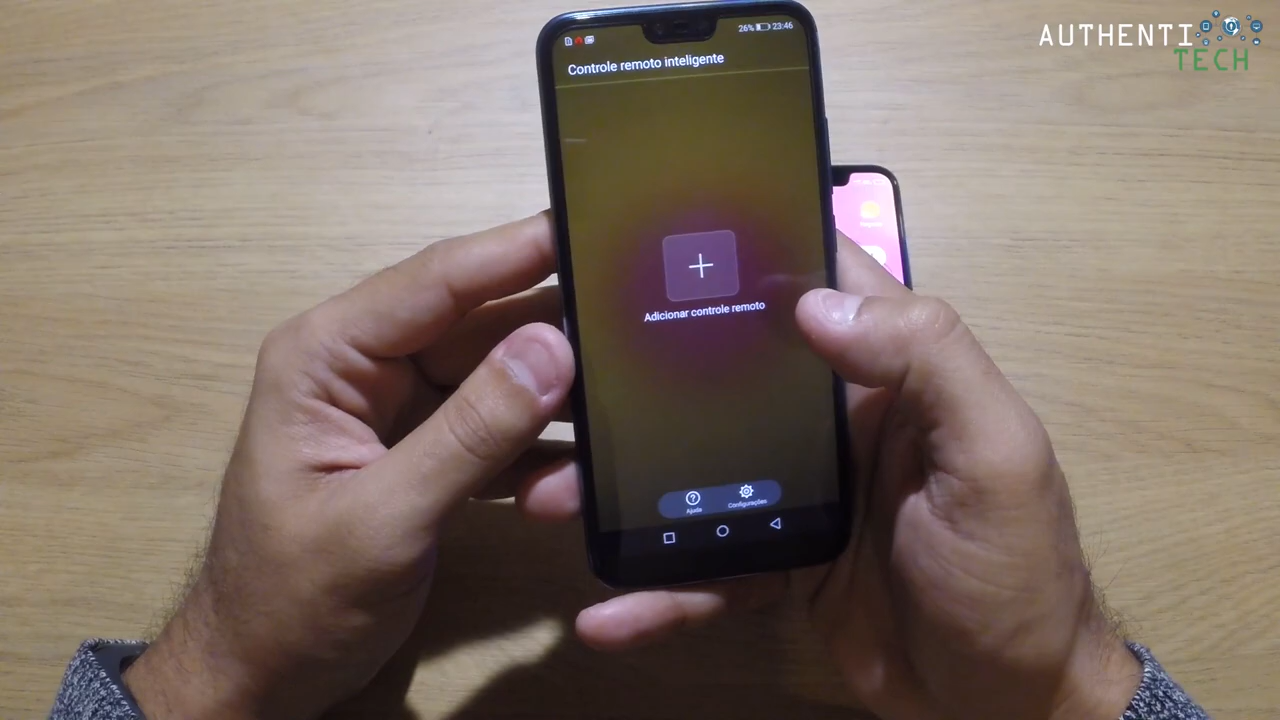 AUTHENTI
TECH
26% 23:46
Controle remoto inteligente
Adicionar controle remoto
Ajuda
Configurações